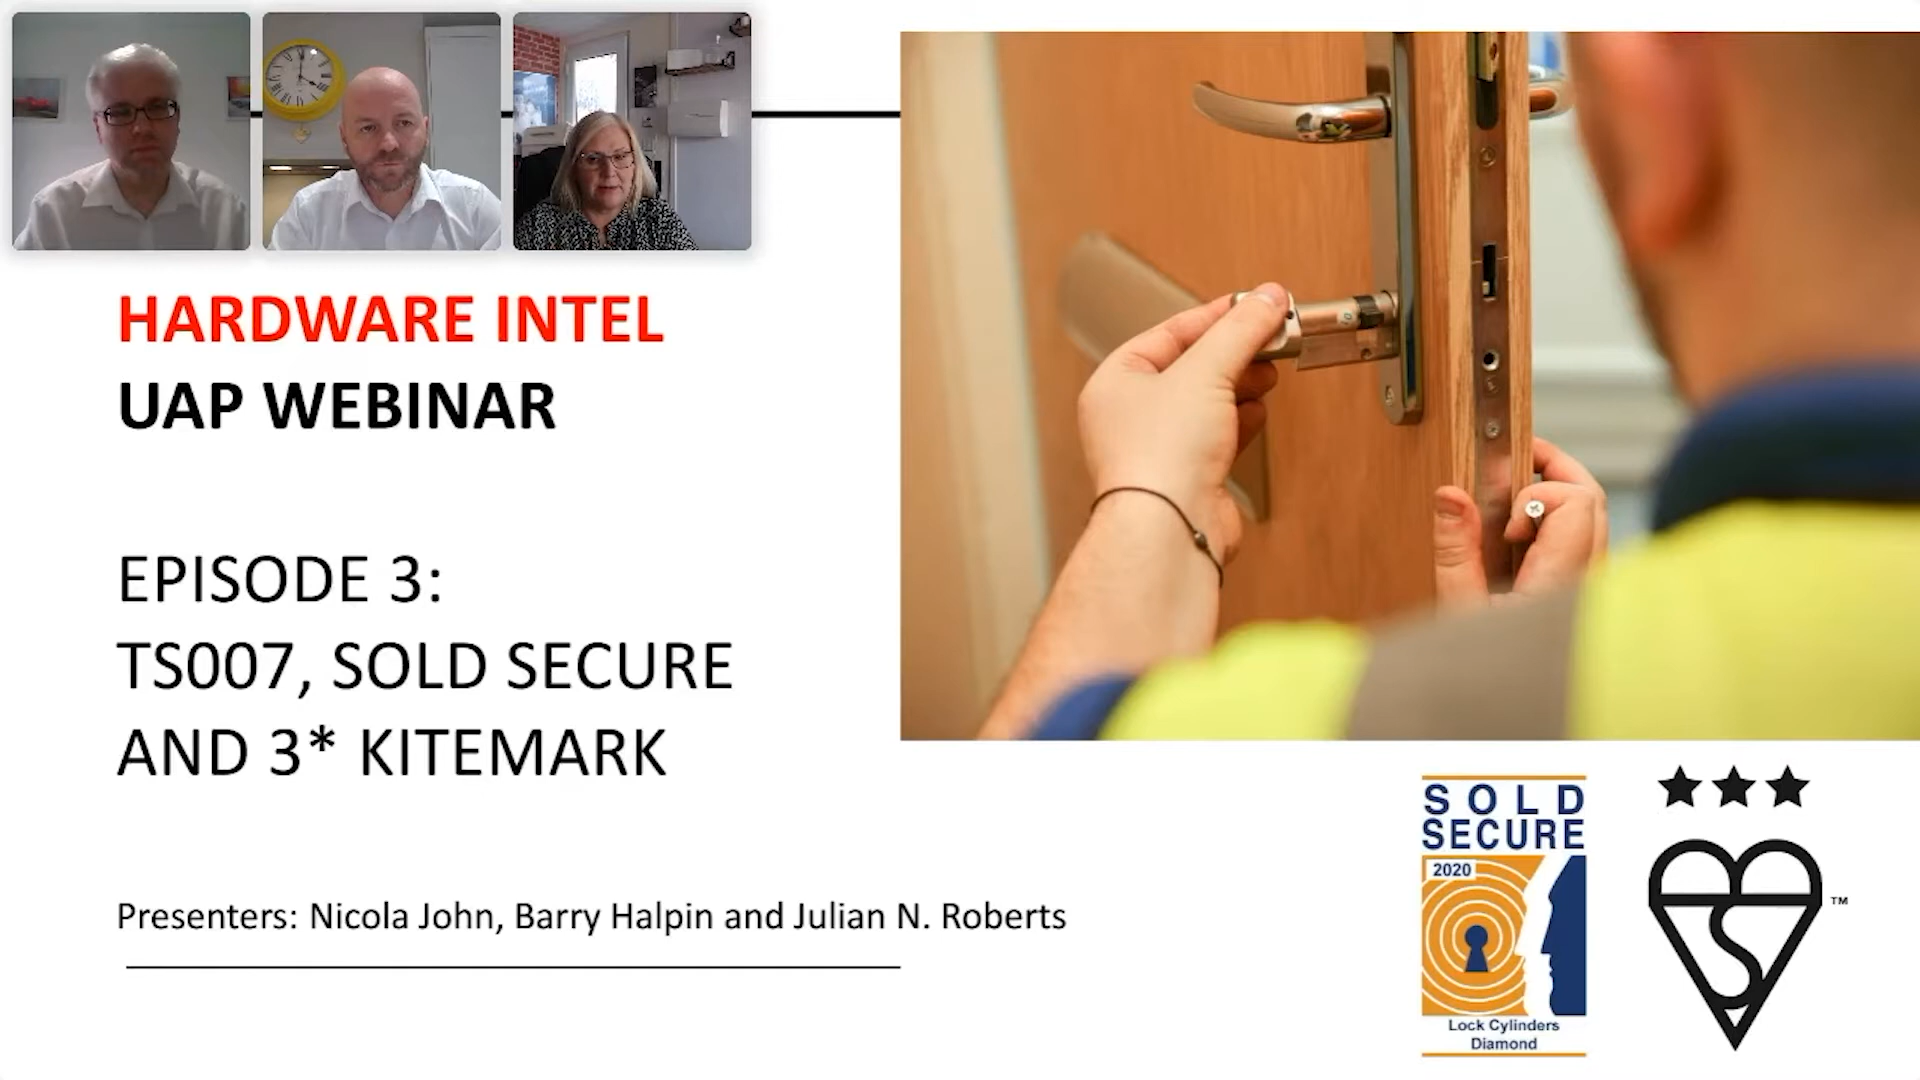 HARDWARE INTEL
UAP WEBINAR
EPISODE 3:
TS007, SOLD SECURE
AND 3* KITEMARK
Presenters: Nicola John, Barry Halpin and Julian N. Roberts
SOLD
SECURE
2020
Lock Cylinders
Diamond
TM